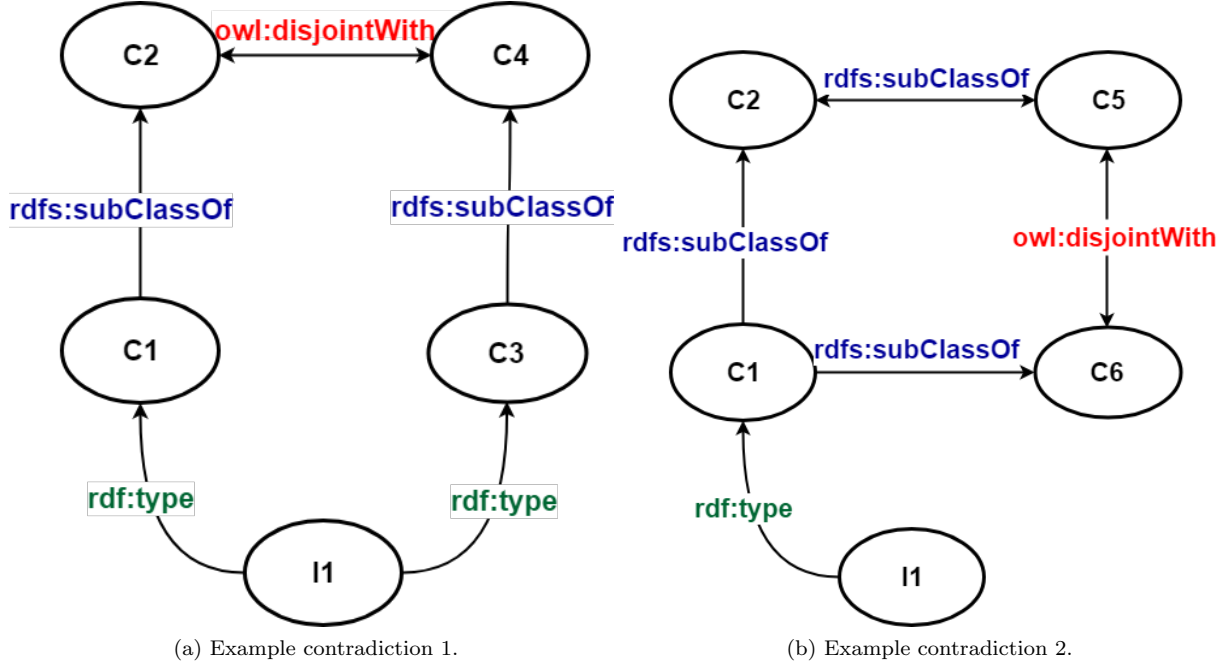 owl:disjointWith
C2
C4
rdfs:subClassOf
rdfs:subClassOf
C1
C3
rdf:type
rdf:type
I1
(a) Example contradiction 1.
rdfs:subClassOf
C2
C5
rdfs:subClassOf
owl:disjointWith
rdfs:subClassOf
C1
C6
rdf:type
I1
(b) Example contradiction 2.